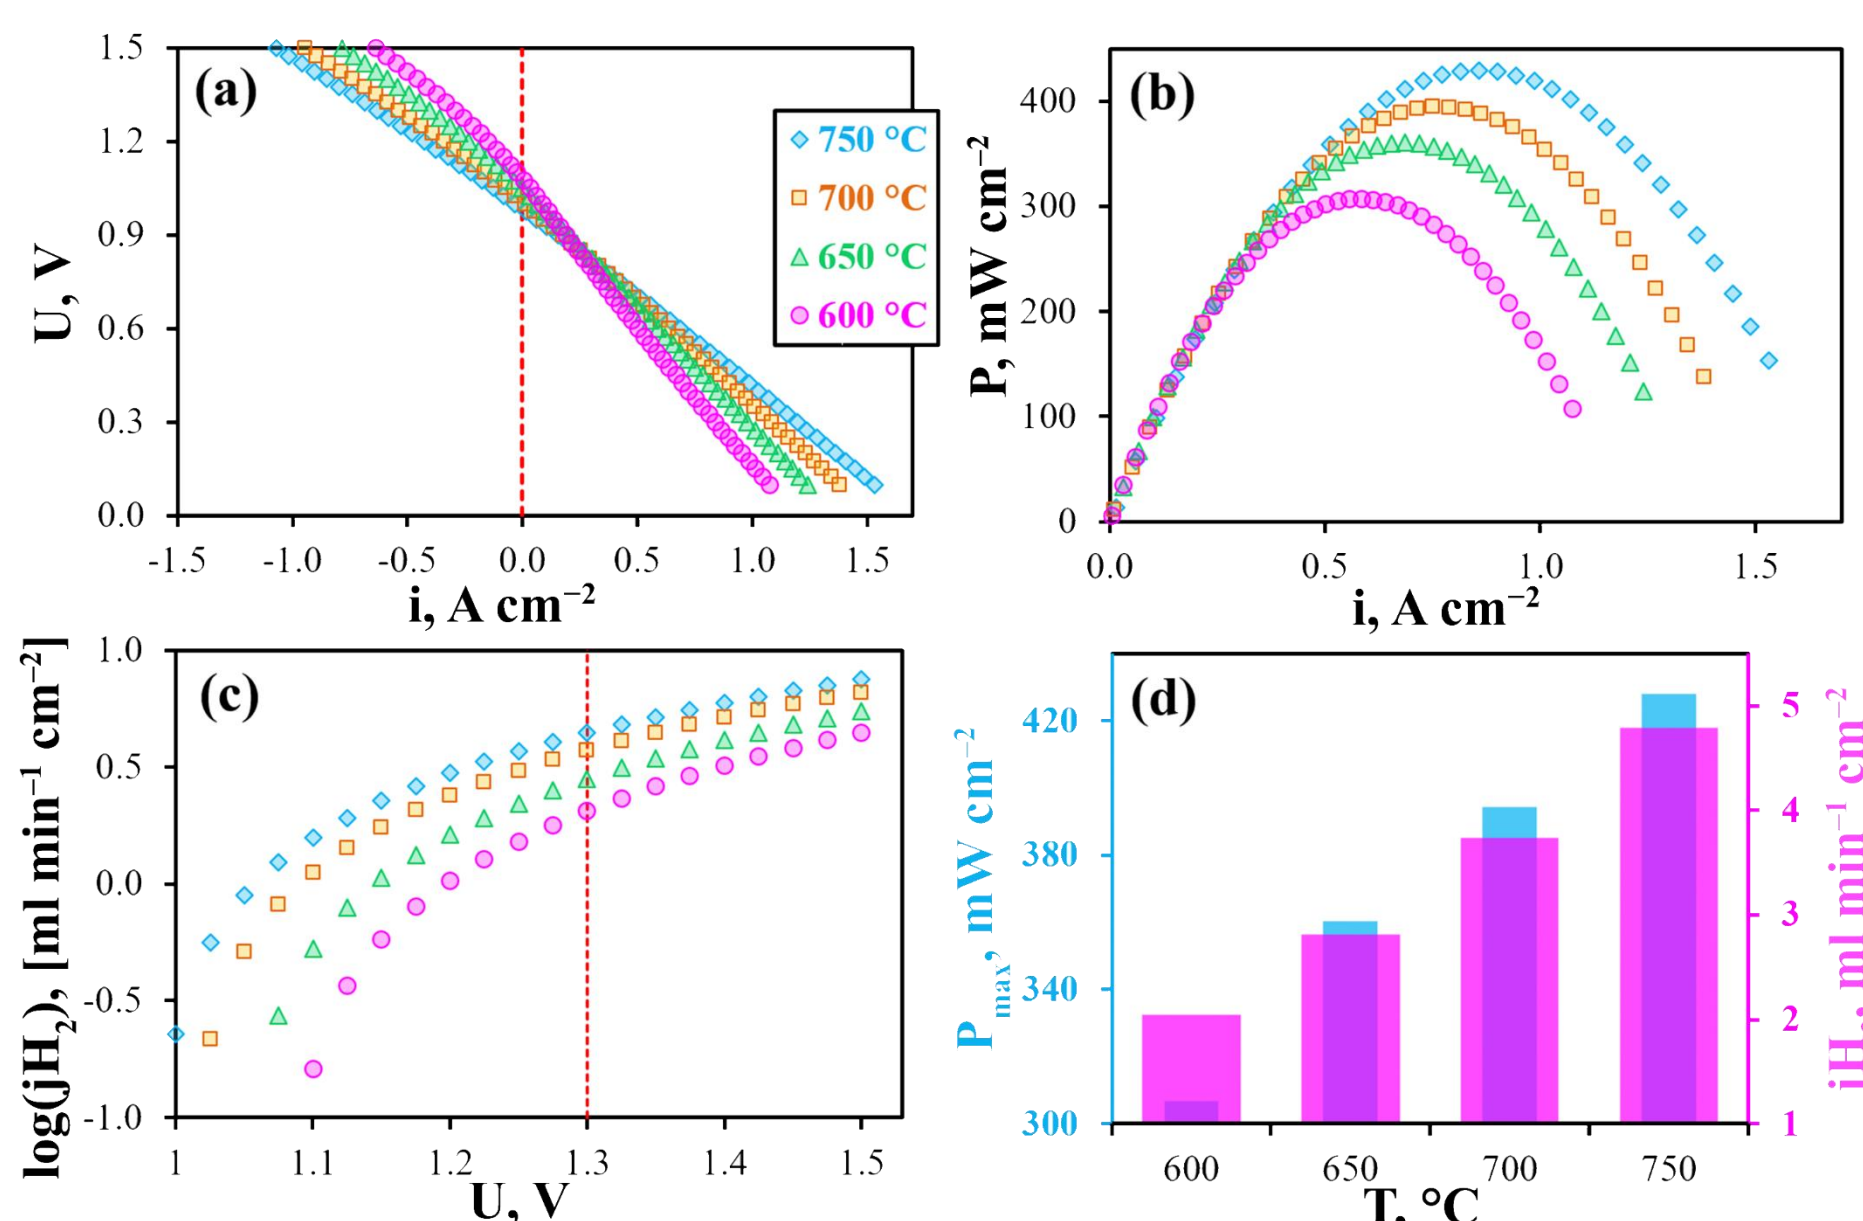 (a)
1.5
1.2
0.9
0.6
0.3
0.0
U, V
-1.5 -1.0 -0.5 0.0 0.5 1.0 1.5
i, A cm⁻²
750 °C
700 °C
650 °C
600 °C
(b)
400
300
200
100
0
P, mW cm⁻²
0.0 0.5 1.0 1.5
i, A cm⁻²
(c)
1.0
0.5
0.0
-0.5
-1.0
log(jH₂), [ml min⁻¹ cm⁻²]
1 1.1 1.2 1.3 1.4 1.5
U, V
(d)
420
380
340
300
Pₘₐₓ, mW cm⁻²
5
4
3
2
1
ml min⁻¹ cm⁻²
600 650 700 750
T, °C